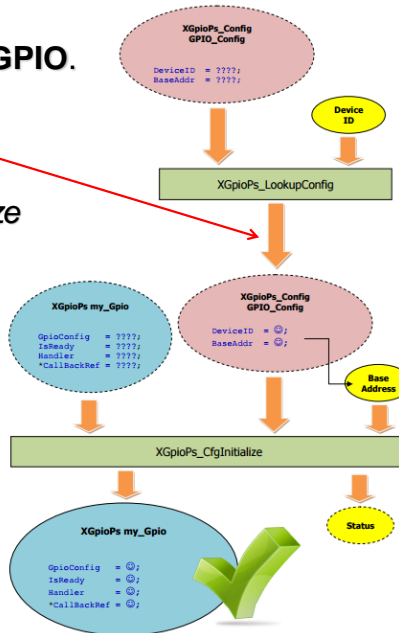 GPIO.
ze
XGpioPs_Config
GPIO_Config
DeviceID = ????;
BaseAddr = ????;
Device
ID
XGpioPs_LookupConfig
XGpioPs my_Gpio
GpioConfig = ????;
IsReady = ????;
Handler = ????;
*CallBackRef = ????;
XGpioPs_Config
GPIO_Config
DeviceID = ☺;
BaseAddr = ☺;
Base
Address
XGpioPs_CfgInitialize
XGpioPs my_Gpio
GpioConfig = ☺;
IsReady = ☺;
Handler = ☺;
*CallBackRef = ☺;
Status